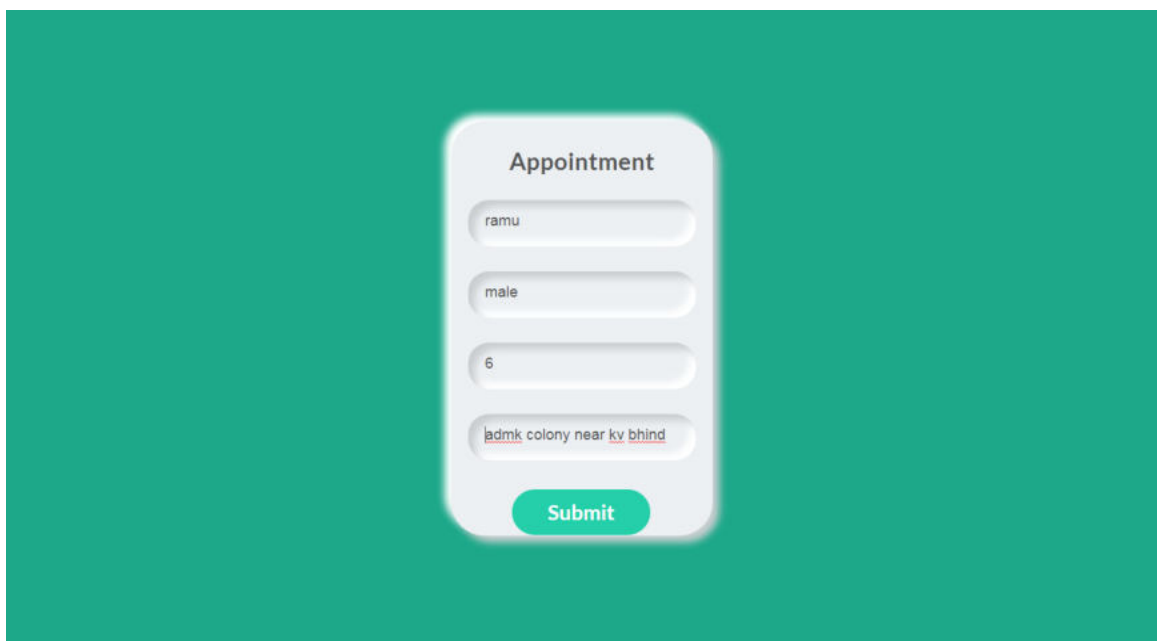 Appointment
ramu
male
6
admk colony near kv bhind
Submit